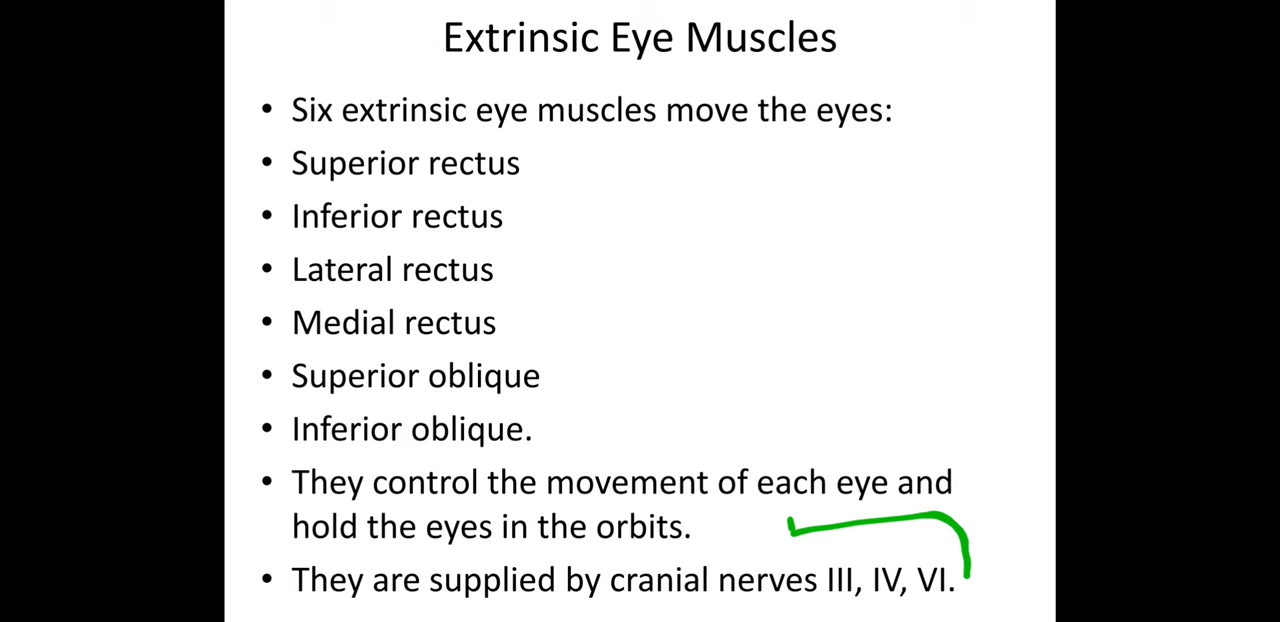 Extrinsic Eye Muscles
• Six extrinsic eye muscles move the eyes:
• Superior rectus
• Inferior rectus
• Lateral rectus
• Medial rectus
• Superior oblique
• Inferior oblique.
• They control the movement of each eye and
hold the eyes in the orbits.
• They are supplied by cranial nerves III, IV, VI.